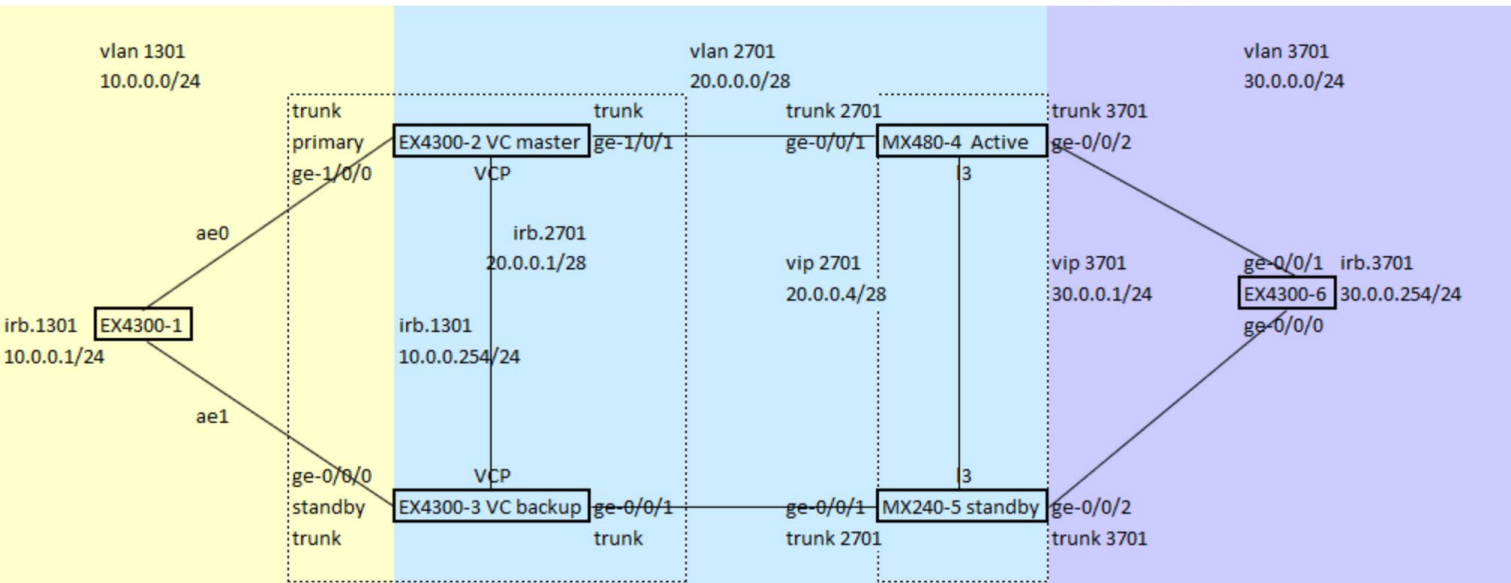 vlan 1301
10.0.0.0/24
vlan 2701
20.0.0.0/28
vlan 3701
30.0.0.0/24
trunk
primary
ge-1/0/0
EX4300-2 VC master
VCP
trunk
ge-1/0/1
trunk 2701
ge-0/0/1
MX480-4 Active
l3
trunk 3701
ge-0/0/2
ae0
irb.2701
20.0.0.1/28
vip 2701
20.0.0.4/28
vip 3701
30.0.0.1/24
ge-0/0/1
irb.3701
EX4300-6
30.0.0.254/24
ge-0/0/0
irb.1301
EX4300-1
10.0.0.1/24
irb.1301
10.0.0.254/24
ae1
ge-0/0/0
standby
trunk
VCP
EX4300-3 VC backup
ge-0/0/1
trunk
ge-0/0/1
trunk 2701
l3
MX240-5 standby
ge-0/0/2
trunk 3701